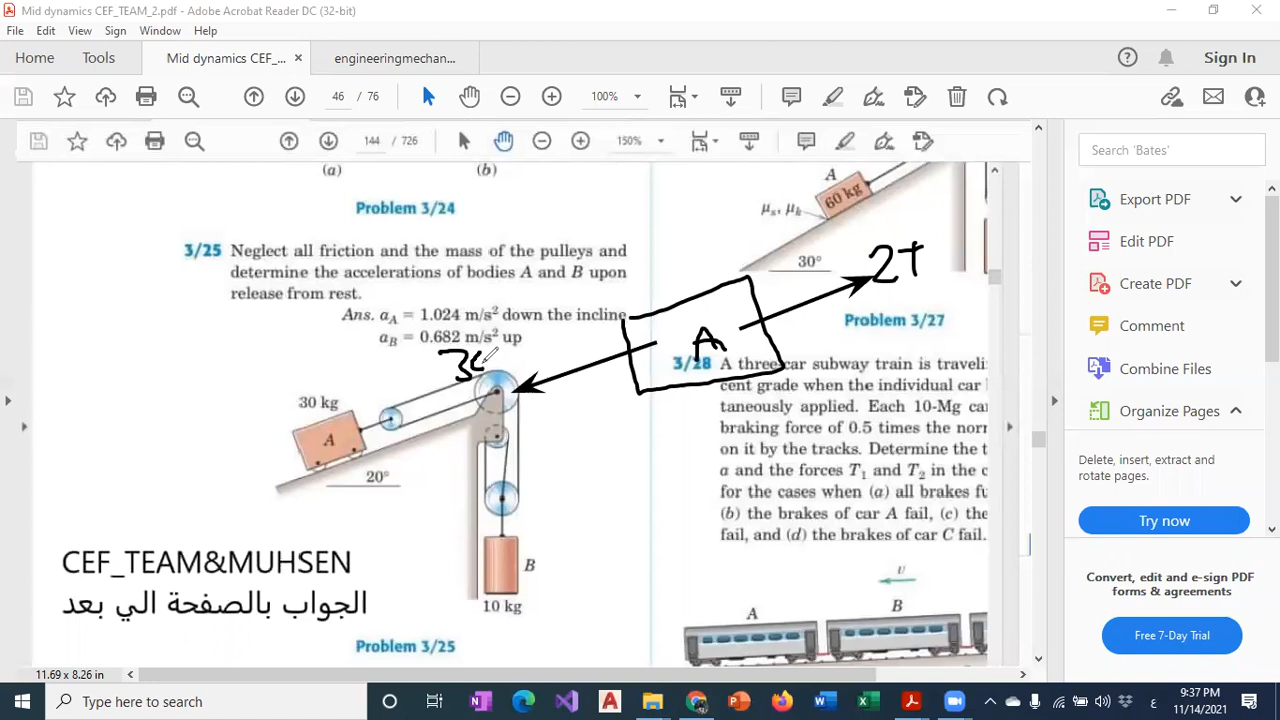 Mid dynamics CEF_TEAM_2.pdf - Adobe Acrobat Reader DC (32-bit)
File Edit View Sign Window Help
Home Tools Mid dynamics CEF_... × engineeringmechan... Sign In
46 / 76 100%
144 / 726 150%
(a) (b)
Problem 3/24
3/25 Neglect all friction and the mass of the pulleys and
determine the accelerations of bodies A and B upon
release from rest.
Ans. aA = 1.024 m/s² down the incline
aB = 0.682 m/s² up
30 kg
A
20°
B
10 kg
Problem 3/25
CEF_TEAM&MUHSEN
الجواب بالصفحة الي بعد
A
2T
A
60 kg
μs, μk
30°
Problem 3/27
3/28 A three-car subway train is traveli
cent grade when the individual car
taneously applied. Each 10-Mg ca
braking force of 0.5 times the nor
on it by the tracks. Determine the t
a and the forces T1 and T2 in the c
for the cases when (a) all brakes fu
(b) the brakes of car A fail, (c) the
fail, and (d) the brakes of car C fail.
v
A
B
Search 'Bates'
Export PDF
Edit PDF
Create PDF
Comment
Combine Files
Organize Pages
Delete, insert, extract and
rotate pages.
Try now
Convert, edit and e-sign PDF
forms & agreements
Free 7-Day Trial
11.69 x 8.26 in
Type here to search
ع
9:37 PM
11/14/2021